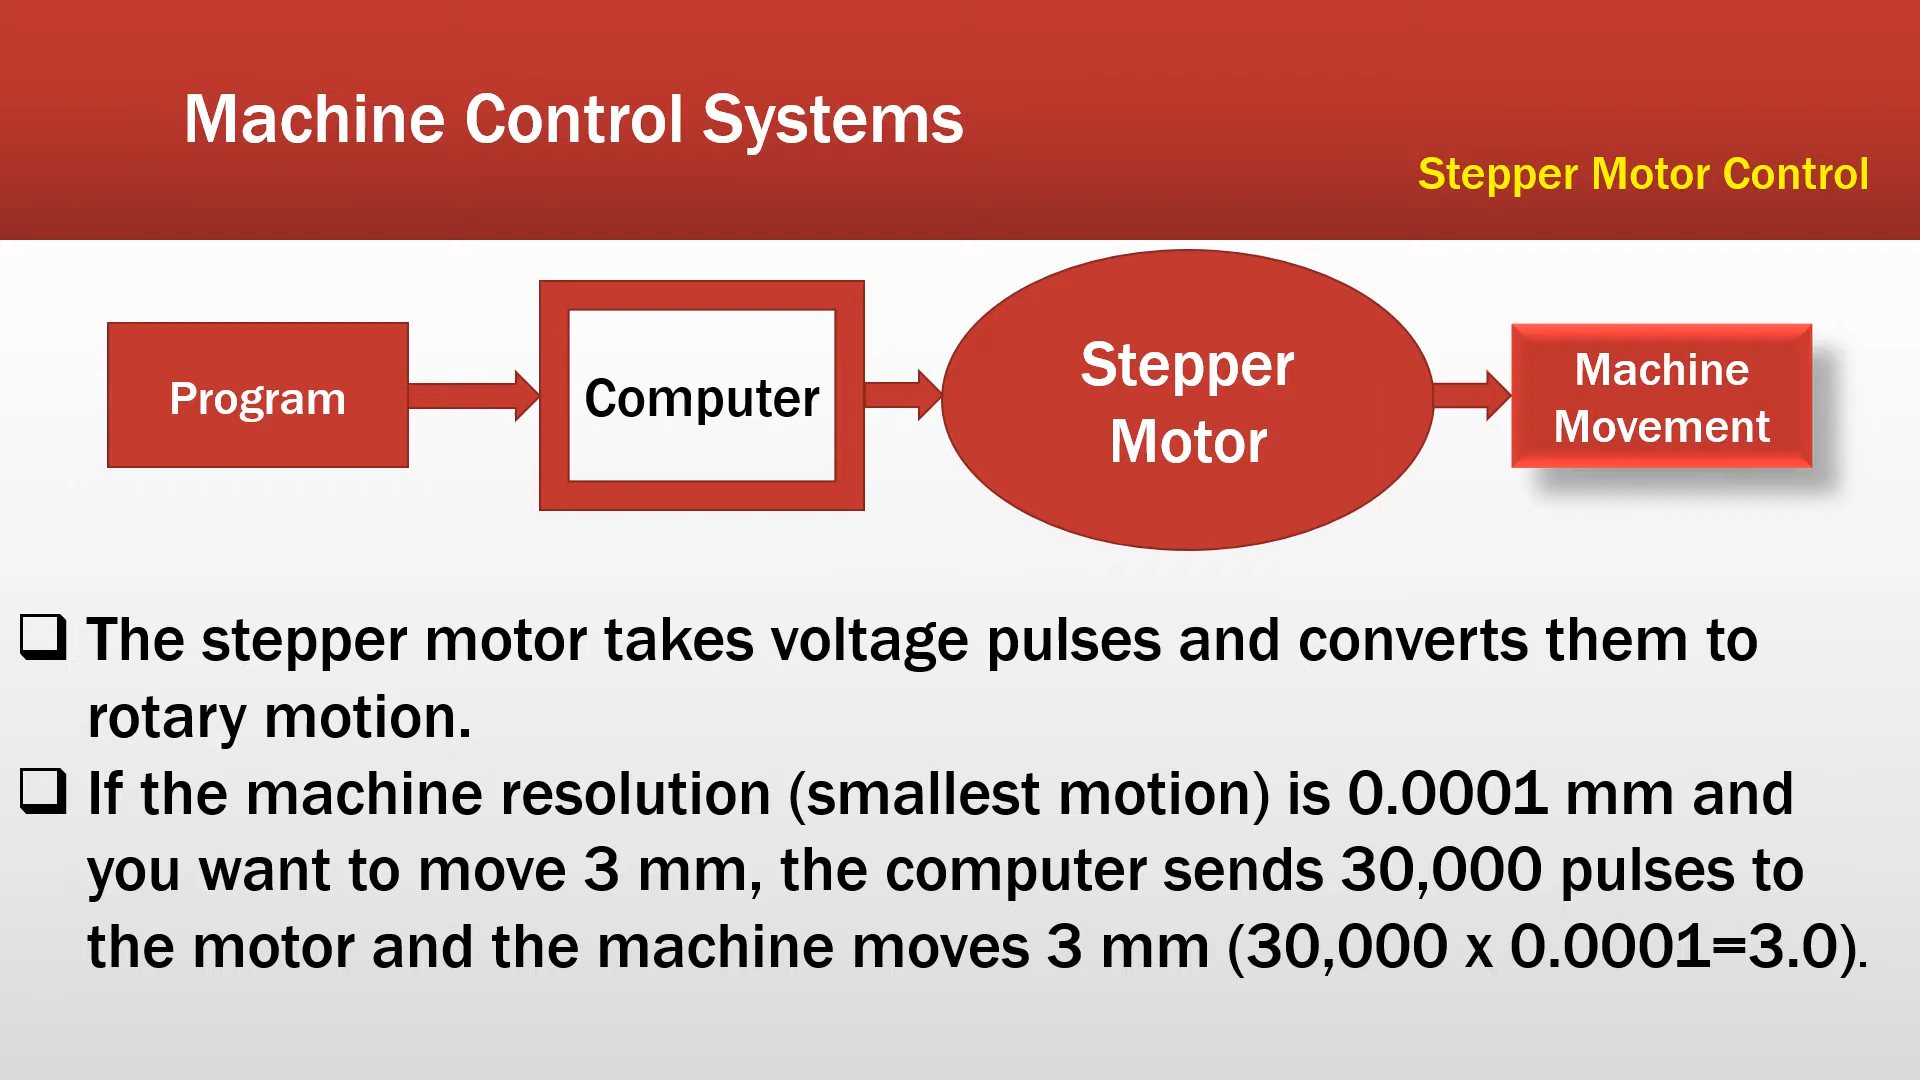 Machine Control Systems
Stepper Motor Control
Program
Computer
Stepper
Motor
Machine
Movement
The stepper motor takes voltage pulses and converts them to
rotary motion.
If the machine resolution (smallest motion) is 0.0001 mm and
you want to move 3 mm, the computer sends 30,000 pulses to
the motor and the machine moves 3 mm (30,000 x 0.0001=3.0).